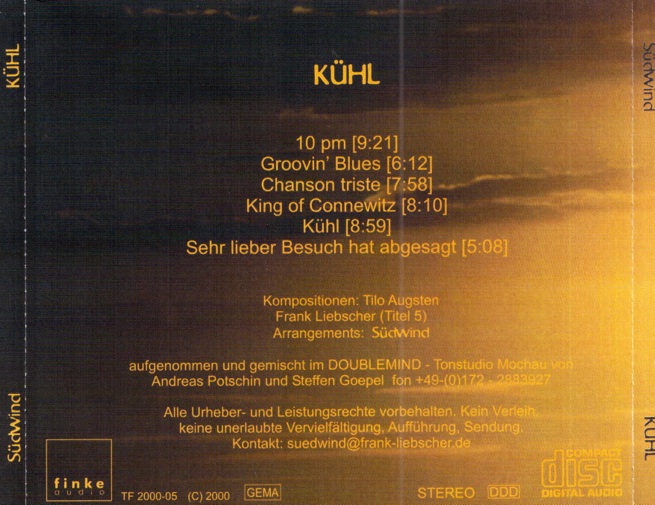 KÜHL
Südwind
KÜHL
10 pm [9:21]
Groovin' Blues [6:12]
Chanson triste [7:58]
King of Connewitz [8:10]
Kühl [8:59]
Sehr lieber Besuch hat abgesagt [5:08]
Kompositionen: Tilo Augsten
Frank Liebscher (Titel 5)
Arrangements: Südwind
aufgenommen und gemischt im DOUBLEMIND - Tonstudio Mochau von
Andreas Potschin und Steffen Goepel fon +49-(0)172 - 2883927
Alle Urheber- und Leistungsrechte vorbehalten. Kein Verleih,
keine unerlaubte Vervielfältigung, Aufführung, Sendung.
Kontakt: suedwind@frank-liebscher.de
Südwind
KÜHL
finke
audio
TF 2000-05 (C) 2000 GEMA
STEREO DDD
COMPACT
disc
DIGITAL AUDIO